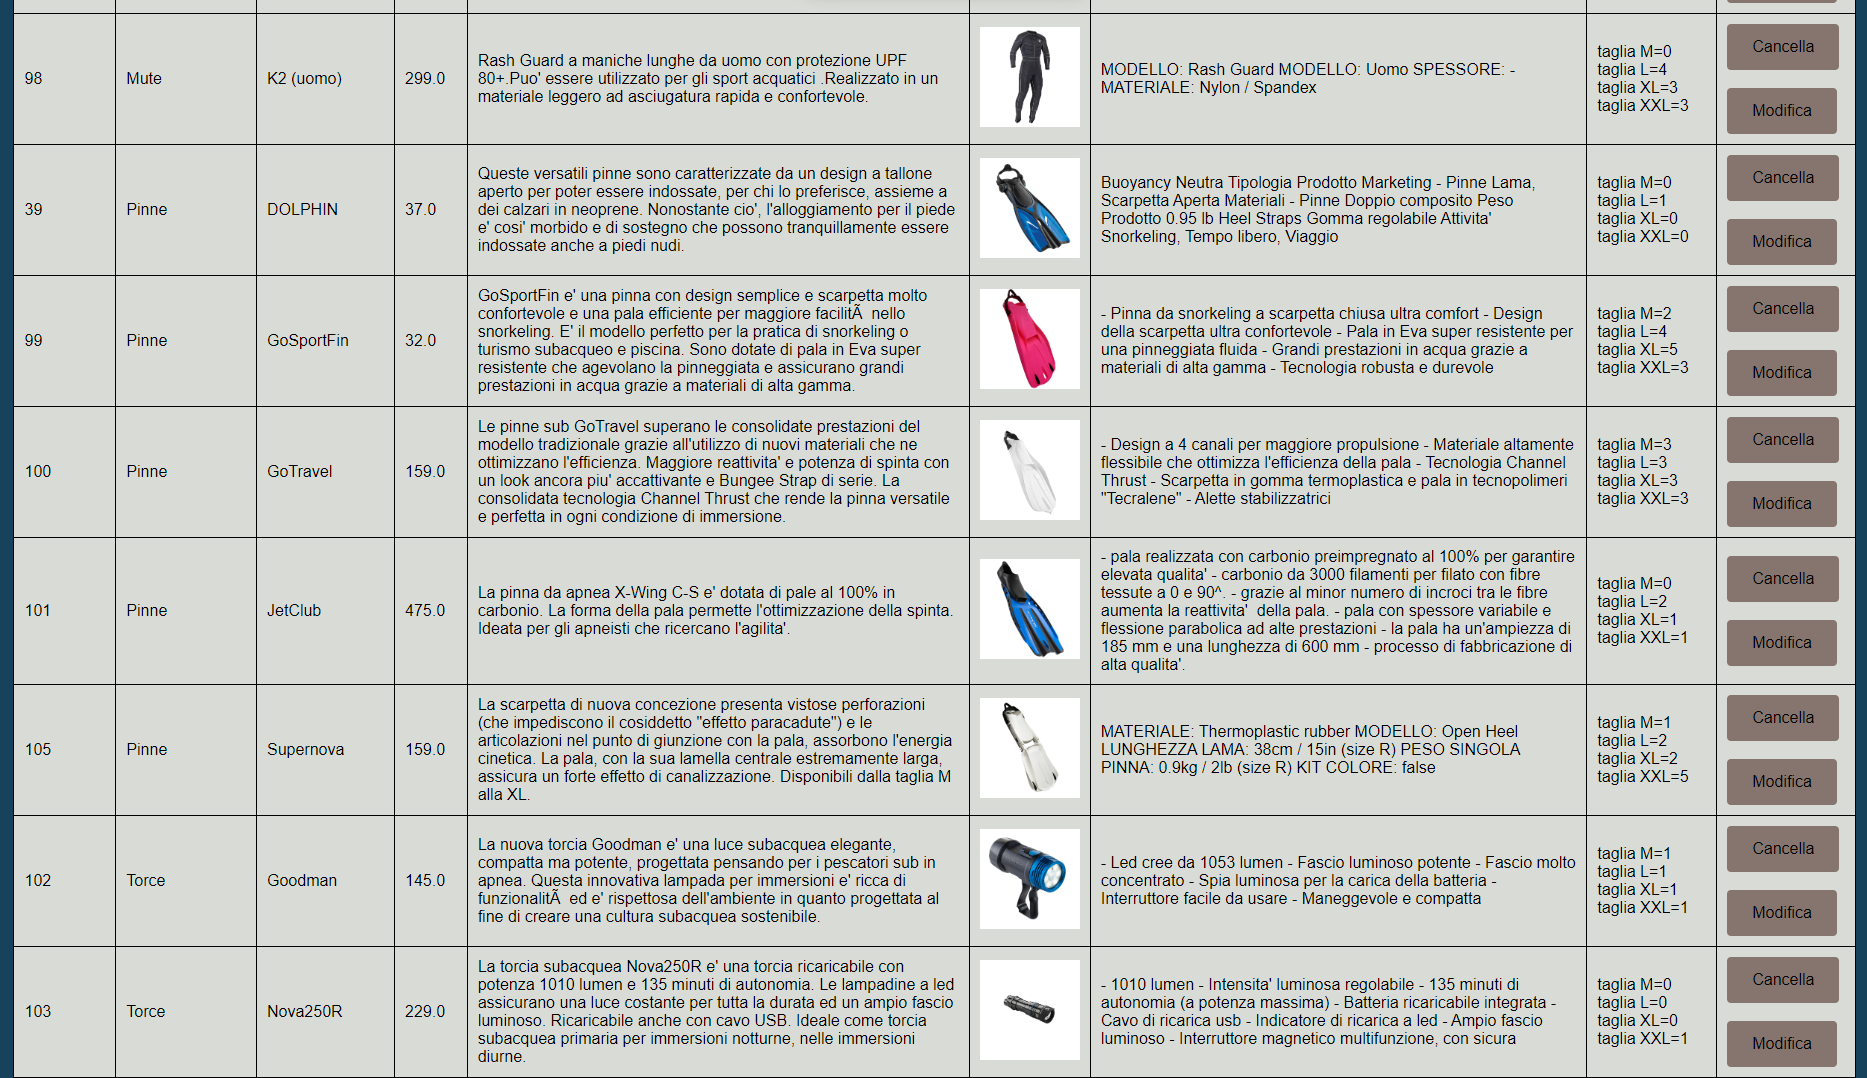 98
Mute
K2 (uomo)
299.0
Rash Guard a maniche lunghe da uomo con protezione UPF
80+.Puo' essere utilizzato per gli sport acquatici .Realizzato in un
materiale leggero ad asciugatura rapida e confortevole.
MODELLO: Rash Guard MODELLO: Uomo SPESSORE: -
MATERIALE: Nylon / Spandex
taglia M=0
taglia L=4
taglia XL=3
taglia XXL=3
Cancella
Modifica
39
Pinne
DOLPHIN
37.0
Queste versatili pinne sono caratterizzate da un design a tallone
aperto per poter essere indossate, per chi lo preferisce, assieme a
dei calzari in neoprene. Nonostante cio', l'alloggiamento per il piede
e' cosi' morbido e di sostegno che possono tranquillamente essere
indossate anche a piedi nudi.
Buoyancy Neutra Tipologia Prodotto Marketing - Pinne Lama,
Scarpetta Aperta Materiali - Pinne Doppio composito Peso
Prodotto 0.95 lb Heel Straps Gomma regolabile Attivita'
Snorkeling, Tempo libero, Viaggio
taglia M=0
taglia L=1
taglia XL=0
taglia XXL=0
Cancella
Modifica
99
Pinne
GoSportFin
32.0
GoSportFin e' una pinna con design semplice e scarpetta molto
confortevole e una pala efficiente per maggiore facilitÃ  nello
snorkeling. E' il modello perfetto per la pratica di snorkeling o
turismo subacqueo e piscina. Sono dotate di pala in Eva super
resistente che agevolano la pinneggiata e assicurano grandi
prestazioni in acqua grazie a materiali di alta gamma.
- Pinna da snorkeling a scarpetta chiusa ultra comfort - Design
della scarpetta ultra confortevole - Pala in Eva super resistente per
una pinneggiata fluida - Grandi prestazioni in acqua grazie a
materiali di alta gamma - Tecnologia robusta e durevole
taglia M=2
taglia L=4
taglia XL=5
taglia XXL=3
Cancella
Modifica
100
Pinne
GoTravel
159.0
Le pinne sub GoTravel superano le consolidate prestazioni del
modello tradizionale grazie all'utilizzo di nuovi materiali che ne
ottimizzano l'efficienza. Maggiore reattivita' e potenza di spinta con
un look ancora piu' accattivante e Bungee Strap di serie. La
consolidata tecnologia Channel Thrust che rende la pinna versatile
e perfetta in ogni condizione di immersione.
- Design a 4 canali per maggiore propulsione - Materiale altamente
flessibile che ottimizza l'efficienza della pala - Tecnologia Channel
Thrust - Scarpetta in gomma termoplastica e pala in tecnopolimeri
"Tecralene" - Alette stabilizzatrici
taglia M=3
taglia L=3
taglia XL=3
taglia XXL=3
Cancella
Modifica
101
Pinne
JetClub
475.0
La pinna da apnea X-Wing C-S e' dotata di pale al 100% in
carbonio. La forma della pala permette l'ottimizzazione della spinta.
Ideata per gli apneisti che ricercano l'agilita'.
- pala realizzata con carbonio preimpregnato al 100% per garantire
elevata qualita' - carbonio da 3000 filamenti per filato con fibre
tessute a 0 e 90^. - grazie al minor numero di incroci tra le fibre
aumenta la reattivita'  della pala. - pala con spessore variabile e
flessione parabolica ad alte prestazioni - la pala ha un'ampiezza di
185 mm e una lunghezza di 600 mm - processo di fabbricazione di
alta qualita'.
taglia M=0
taglia L=2
taglia XL=1
taglia XXL=1
Cancella
Modifica
105
Pinne
Supernova
159.0
La scarpetta di nuova concezione presenta vistose perforazioni
(che impediscono il cosiddetto "effetto paracadute") e le
articolazioni nel punto di giunzione con la pala, assorbono l'energia
cinetica. La pala, con la sua lamella centrale estremamente larga,
assicura un forte effetto di canalizzazione. Disponibili dalla taglia M
alla XL.
MATERIALE: Thermoplastic rubber MODELLO: Open Heel
LUNGHEZZA LAMA: 38cm / 15in (size R) PESO SINGOLA
PINNA: 0.9kg / 2lb (size R) KIT COLORE: false
taglia M=1
taglia L=2
taglia XL=2
taglia XXL=5
Cancella
Modifica
102
Torce
Goodman
145.0
La nuova torcia Goodman e' una luce subacquea elegante,
compatta ma potente, progettata pensando per i pescatori sub in
apnea. Questa innovativa lampada per immersioni e' ricca di
funzionalitÃ  ed e' rispettosa dell'ambiente in quanto progettata al
fine di creare una cultura subacquea sostenibile.
- Led cree da 1053 lumen - Fascio luminoso potente - Fascio molto
concentrato - Spia luminosa per la carica della batteria -
Interruttore facile da usare - Maneggevole e compatta
taglia M=1
taglia L=1
taglia XL=1
taglia XXL=1
Cancella
Modifica
103
Torce
Nova250R
229.0
La torcia subacquea Nova250R e' una torcia ricaricabile con
potenza 1010 lumen e 135 minuti di autonomia. Le lampadine a led
assicurano una luce costante per tutta la durata ed un ampio fascio
luminoso. Ricaricabile anche con cavo USB. Ideale come torcia
subacquea primaria per immersioni notturne, nelle immersioni
diurne.
- 1010 lumen - Intensita' luminosa regolabile - 135 minuti di
autonomia (a potenza massima) - Batteria ricaricabile integrata -
Cavo di ricarica usb - Indicatore di ricarica a led - Ampio fascio
luminoso - Interruttore magnetico multifunzione, con sicura
taglia M=0
taglia L=0
taglia XL=0
taglia XXL=1
Cancella
Modifica